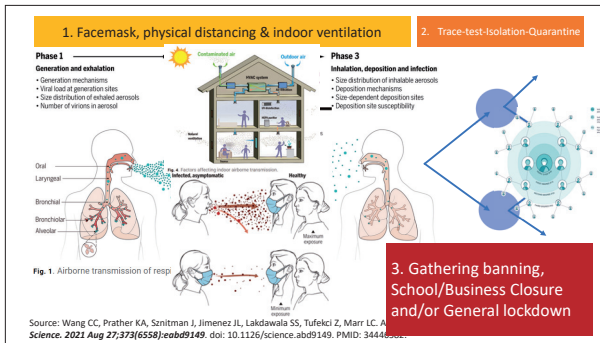 1. Facemask, physical distancing & indoor ventilation
2. Trace-test-Isolation-Quarantine
Phase 1
Generation and exhalation
• Generation mechanisms
• Viral load at generation sites
• Size distribution of exhaled aerosols
• Number of virions in aerosol
Contaminated air
Outdoor air
HVAC system
Natural
ventilation
Fig. 4. Factors affecting indoor airborne transmission.
Phase 3
Inhalation, deposition and infection
• Size distribution of inhalable aerosols
• Deposition mechanisms
• Size-dependent deposition sites
• Deposition site susceptibility
Oral
Laryngeal
Bronchial
Bronchiolar
Alveolar
Infected, asymptomatic
Healthy
Maximum
exposure
Minimum
exposure
Fig. 1. Airborne transmission of respi
3. Gathering banning,
School/Business Closure
and/or General lockdown
Source: Wang CC, Prather KA, Sznitman J, Jimenez JL, Lakdawala SS, Tufekci Z, Marr LC. A
Science. 2021 Aug 27;373(6558):eabd9149. doi: 10.1126/science.abd9149. PMID: